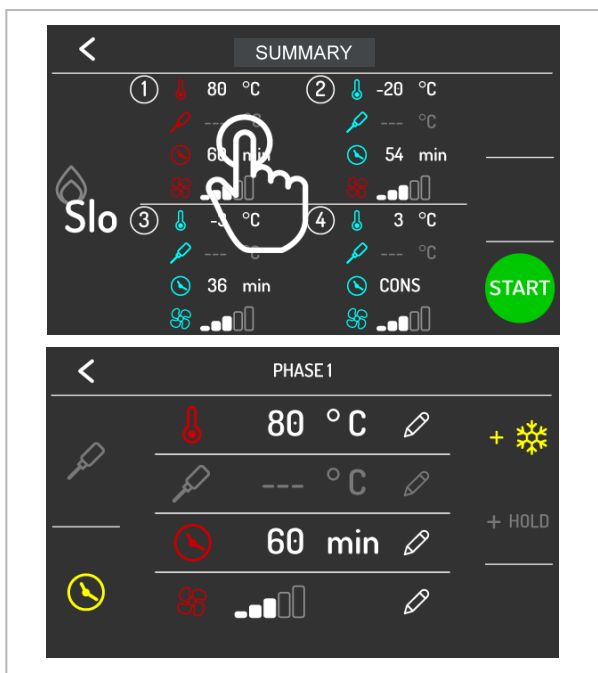 SUMMARY
1 80 °C 2 -20 °C
--- °C --- °C
60 min 54 min
Slo
3 -3 °C 4 3 °C
--- °C --- °C
36 min CONS
START
PHASE 1
80 °C
+
--- °C
+ HOLD
60 min